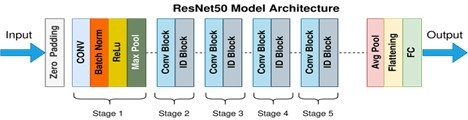 ResNet50 Model Architecture
Input
Zero Padding
CONV
Batch Norm
ReLu
Max Pool
Conv Block
ID Block
Conv Block
ID Block
Conv Block
ID Block
Conv Block
ID Block
Avg Pool
Flattening
FC
Output
Stage 1
Stage 2
Stage 3
Stage 4
Stage 5